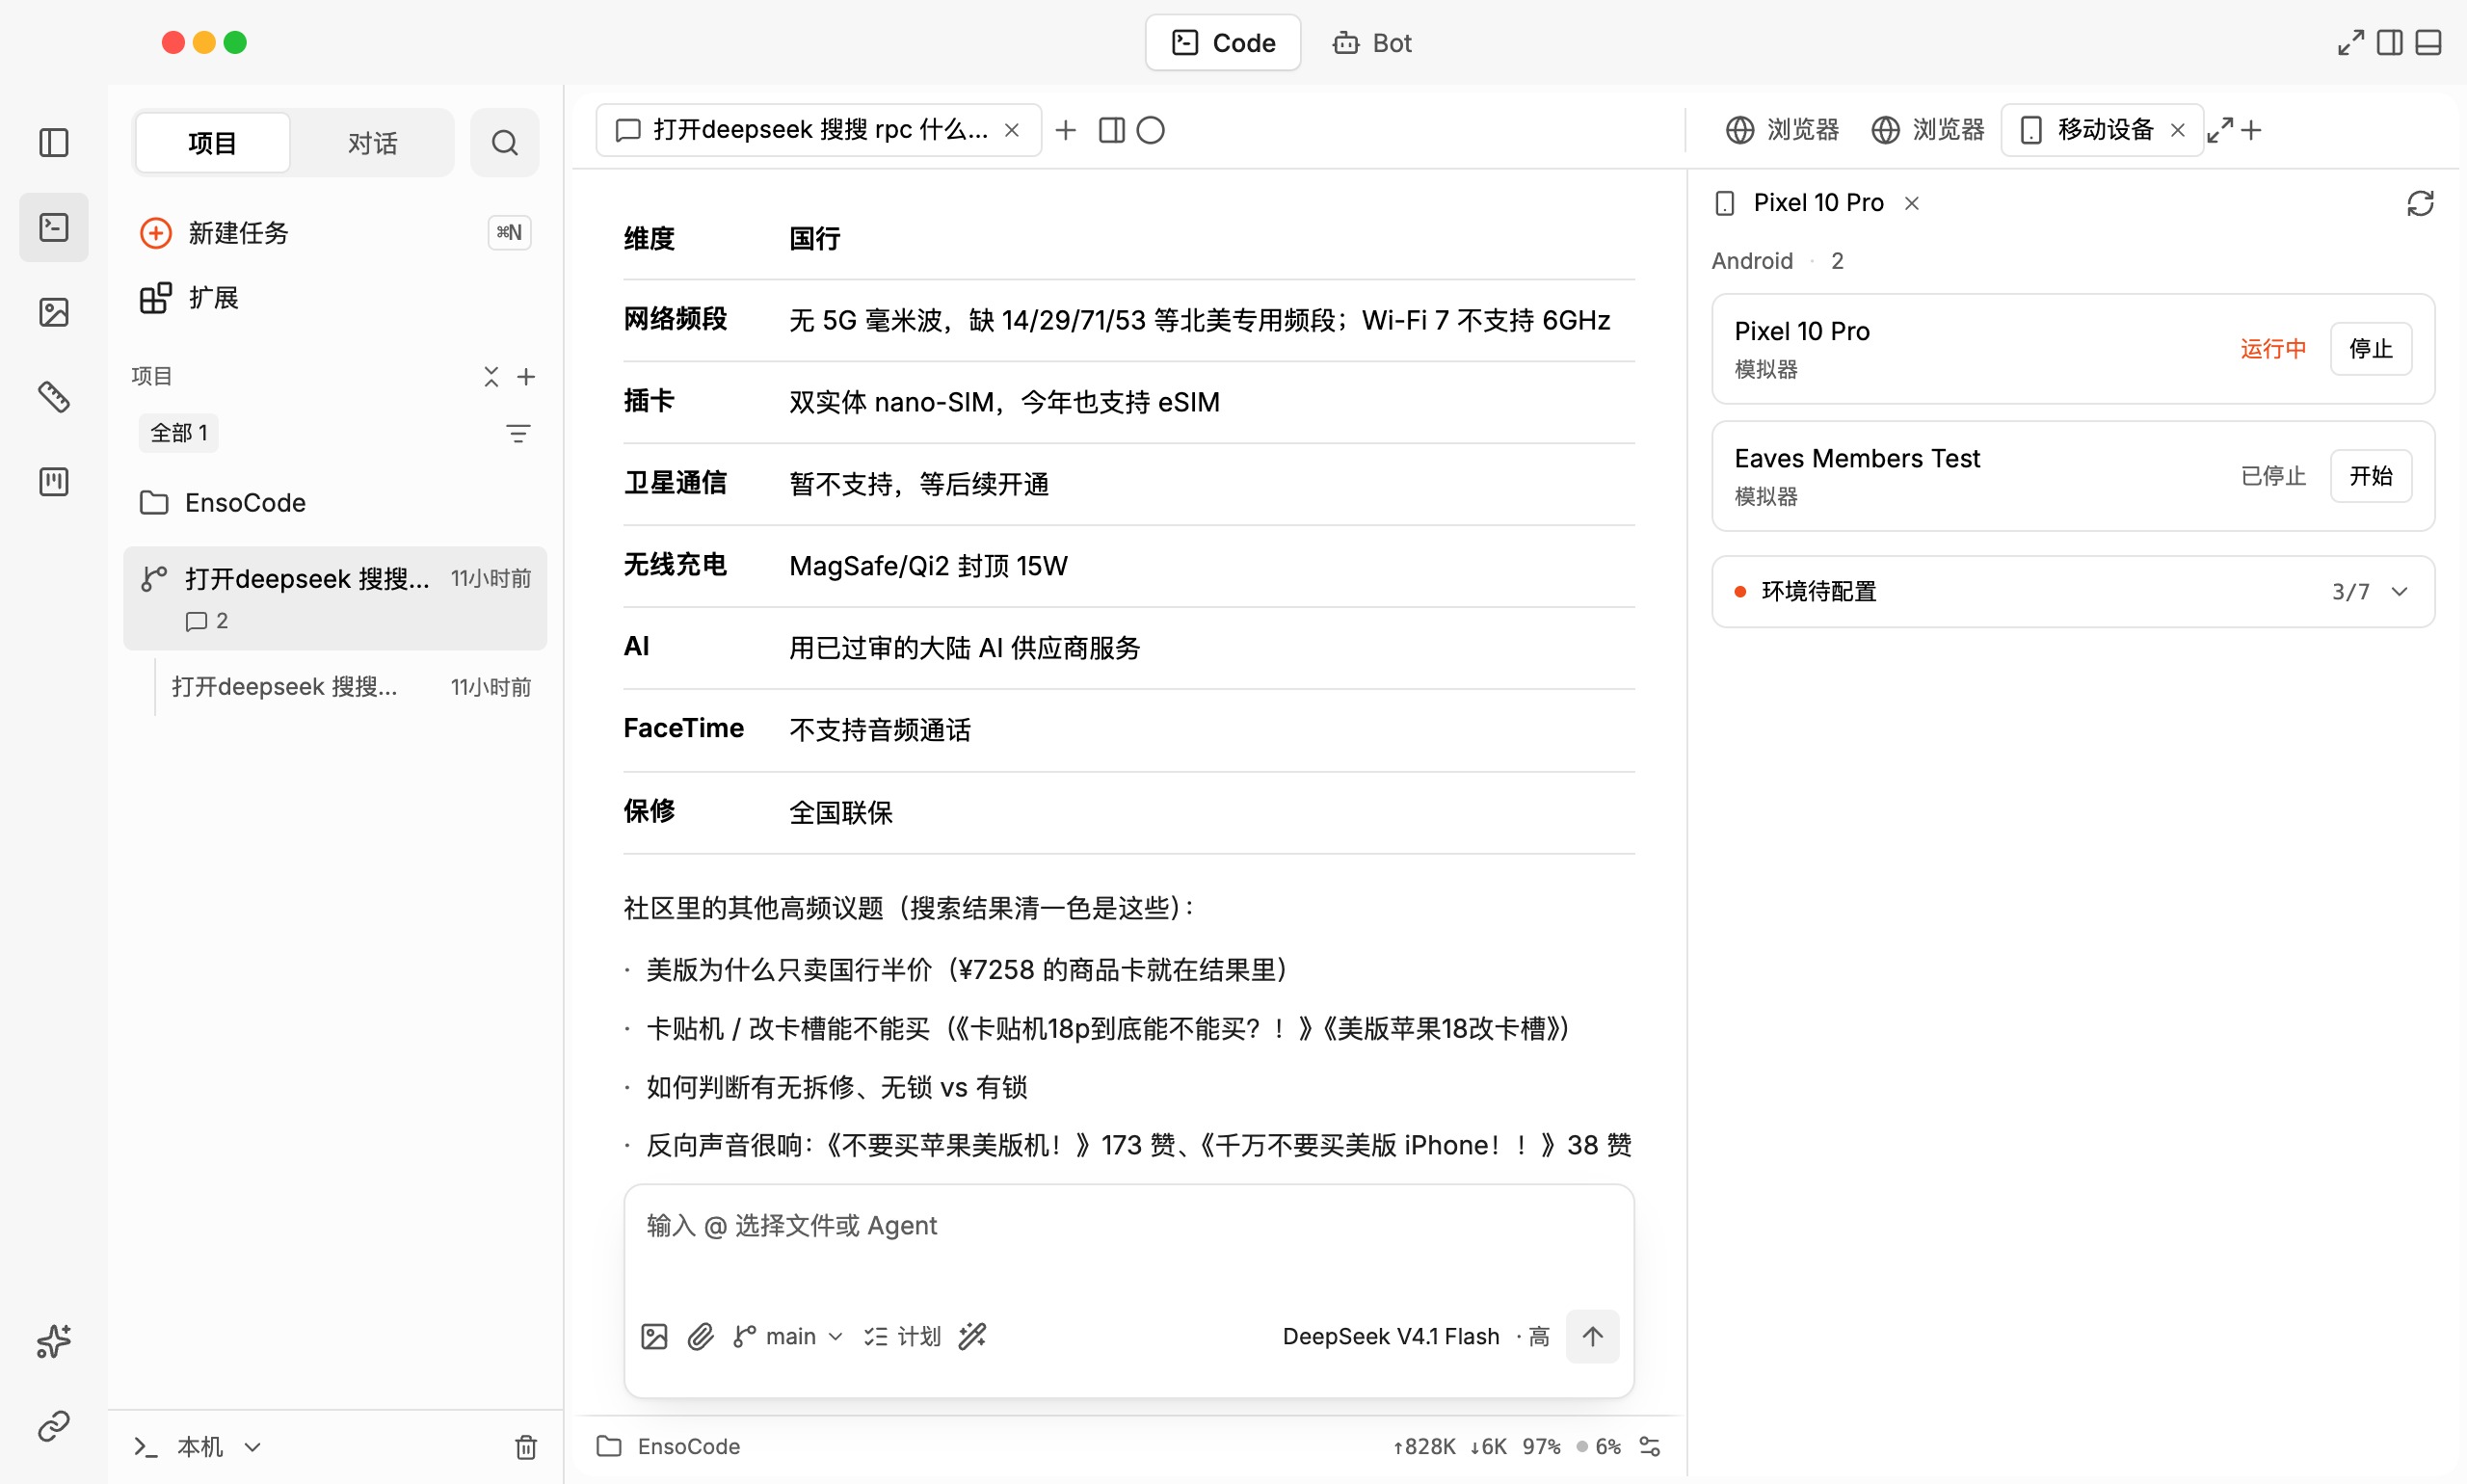 Code
Bot
项目
对话
新建任务
⌘N
扩展
项目
全部 1
EnsoCode
打开deepseek 搜搜...
11小时前
2
打开deepseek 搜搜...
11小时前
本机
打开deepseek 搜搜 rpc 什么...
维度 国行
网络频段 无 5G 毫米波，缺 14/29/71/53 等北美专用频段；Wi-Fi 7 不支持 6GHz
插卡 双实体 nano-SIM，今年也支持 eSIM
卫星通信 暂不支持，等后续开通
无线充电 MagSafe/Qi2 封顶 15W
AI 用已过审的大陆 AI 供应商服务
FaceTime 不支持音频通话
保修 全国联保
社区里的其他高频议题（搜索结果清一色是这些）：
· 美版为什么只卖国行半价（¥7258 的商品卡就在结果里）
· 卡贴机 / 改卡槽能不能买（《卡贴机18p到底能不能买？！》《美版苹果18改卡槽》）
· 如何判断有无拆修、无锁 vs 有锁
· 反向声音很响：《不要买苹果美版机！》173 赞、《千万不要买美版 iPhone！！》38 赞
输入 @ 选择文件或 Agent
main
计划
DeepSeek V4.1 Flash · 高
EnsoCode
↑828K ↓6K 97% 6%
浏览器
浏览器
移动设备
Pixel 10 Pro
Android · 2
Pixel 10 Pro
模拟器
运行中
停止
Eaves Members Test
模拟器
已停止
开始
环境待配置
3/7